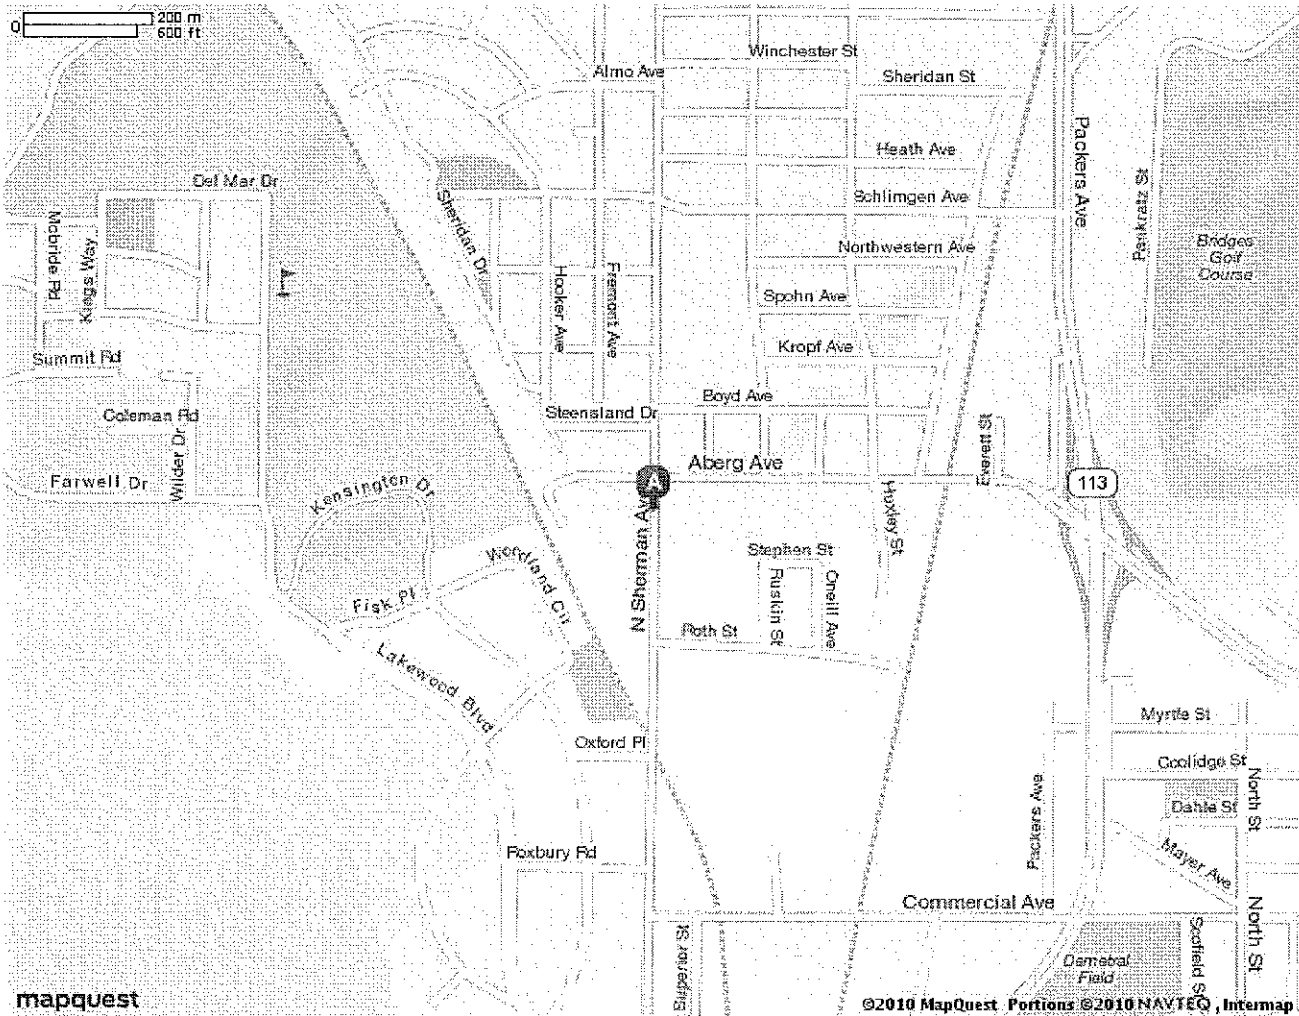 0
200 m
600 ft
Winchester St
Almo Ave
Sheridan St
Packers Ave
Heath Ave
Del Mar Dr
Pankratz St
Schlimgen Ave
Sheridan Dr
Mcbride Rd
Kings Way
Northwestern Ave
Bridges
Golf
Course
Hooker Ave
Fremont Ave
Spohn Ave
Summit Rd
Kropf Ave
Boyd Ave
Coleman Rd
Steensland Dr
Wilder Dr
Everett St
Aberg Ave
Farwell Dr
Kensington Dr
A
113
N Sherman Ave
Huxley St
Stephen St
Woodland Cir
Ruskin St
Oneill Ave
Fisk Pl
Roth St
Lakewood Blvd
Myrtle St
Oxford Pl
Coolidge St
North St
Dahle St
Packers Ave
Mayer Ave
Foxbury Rd
Commercial Ave
North St
Superior St
Scofield St
Demetral
Field
mapquest
©2010 MapQuest Portions ©2010 NAVTEQ, Intermap